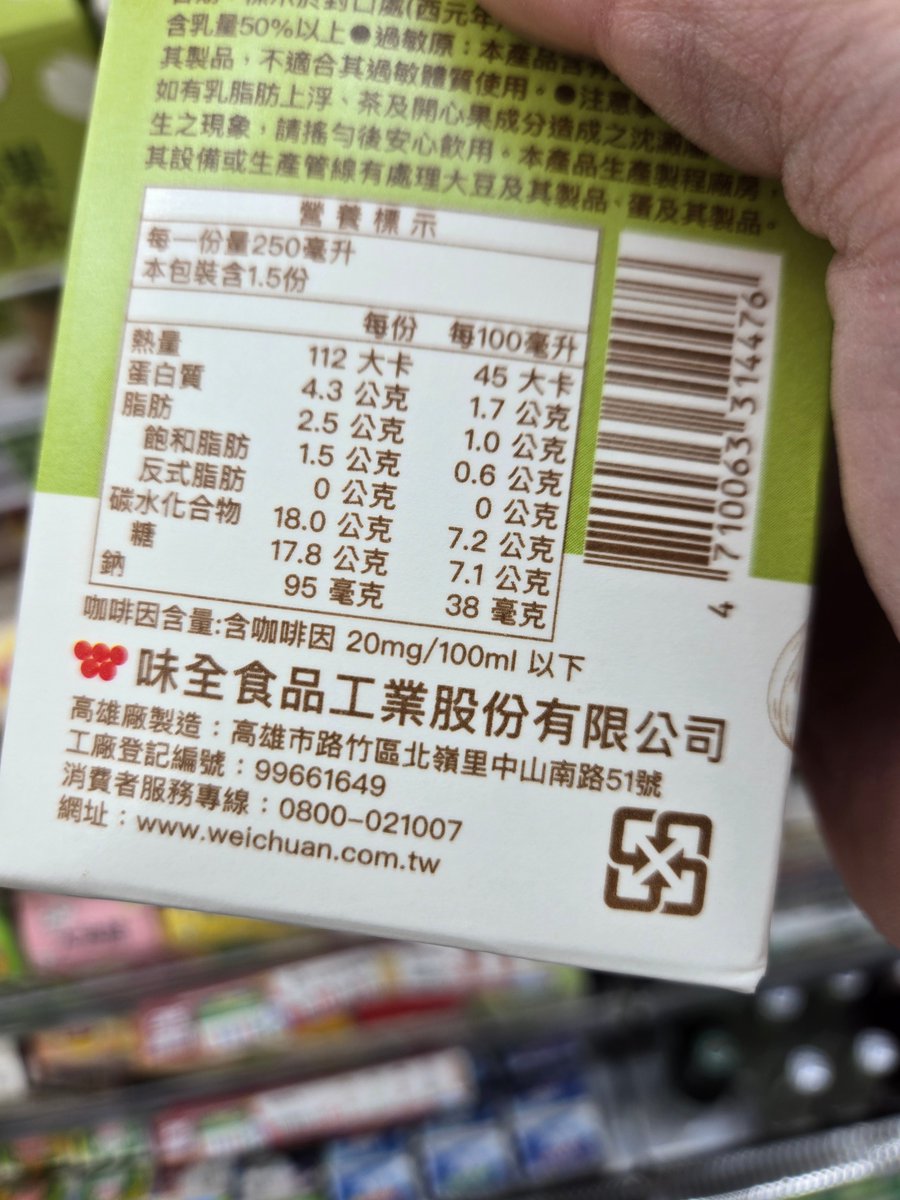 標示於封口處(西元年
含乳量50%以上●過敏原：本產品含
其製品，不適合其過敏體質使用。●注意
如有乳脂肪上浮、茶及開心果成分造成之沈澱
生之現象，請搖勻後安心飲用。本產品生產製程廠房，
其設備或生產管線有處理大豆及其製品、蛋及其製品。
營養標示
每一份量250毫升
本包裝含1.5份
每份 每100毫升
熱量 112 大卡 45 大卡
蛋白質 4.3 公克 1.7 公克
脂肪 2.5 公克 1.0 公克
飽和脂肪 1.5 公克 0.6 公克
反式脂肪 0 公克 0 公克
碳水化合物 18.0 公克 7.2 公克
糖 17.8 公克 7.1 公克
鈉 95 毫克 38 毫克
4 710063 314476
咖啡因含量:含咖啡因 20mg/100ml 以下
味全食品工業股份有限公司
高雄廠製造：高雄市路竹區北嶺里中山南路51號
工廠登記編號：99661649
消費者服務專線：0800-021007
網址：www.weichuan.com.tw